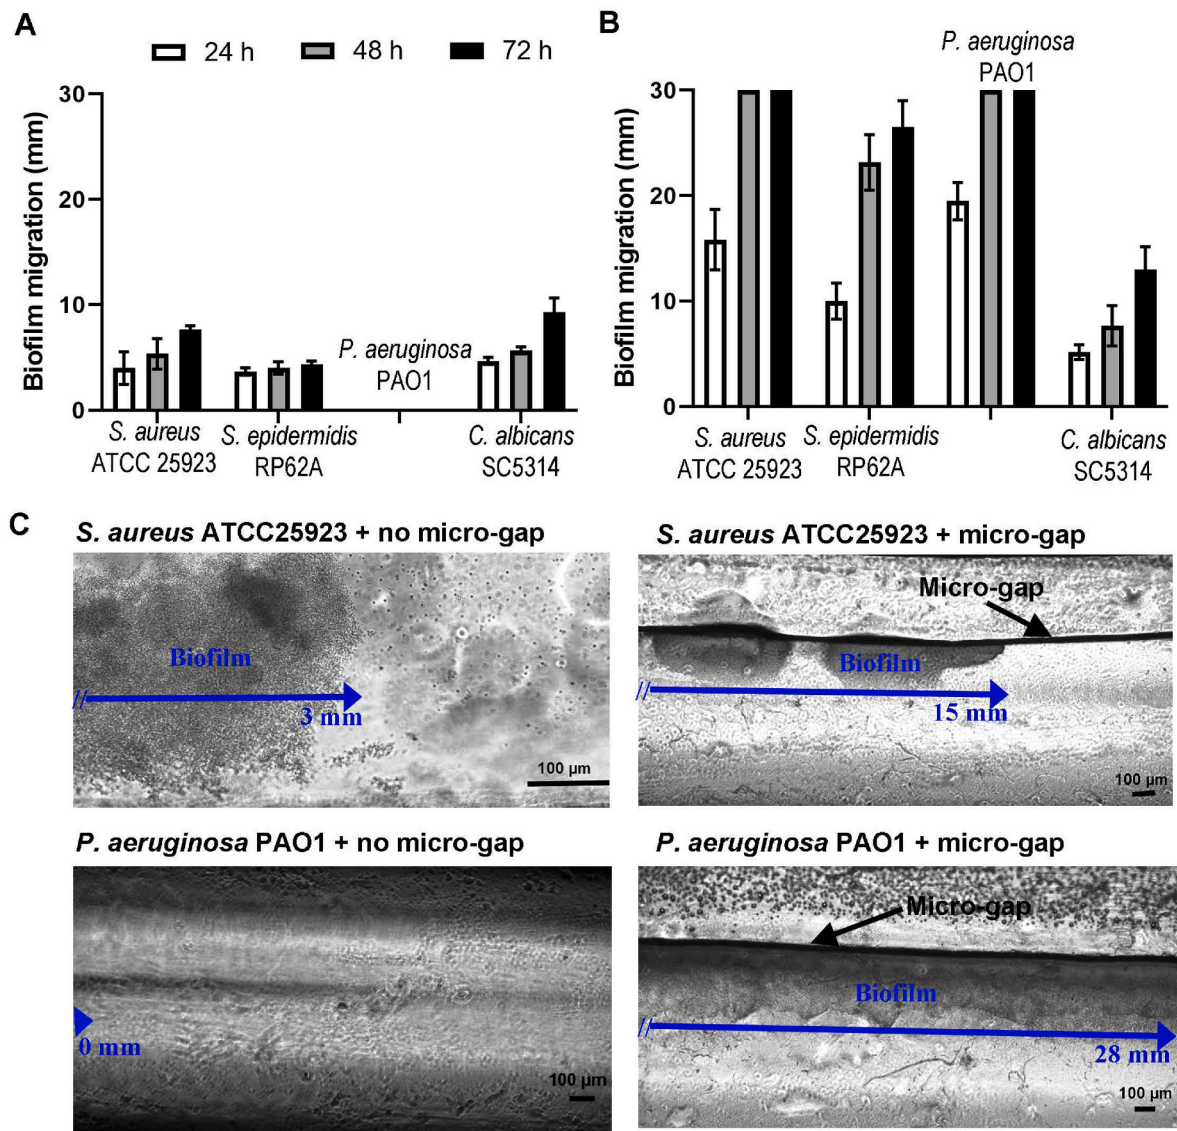 A
24 h
48 h
72 h
Biofilm migration (mm)
30
20
10
0
P. aeruginosa
PAO1
S. aureus
ATCC 25923
S. epidermidis
RP62A
C. albicans
SC5314
B
P. aeruginosa
PAO1
Biofilm migration (mm)
30
20
10
0
S. aureus
ATCC 25923
S. epidermidis
RP62A
C. albicans
SC5314
C
S. aureus ATCC25923 + no micro-gap
Biofilm
//
3 mm
100 µm
S. aureus ATCC25923 + micro-gap
Micro-gap
Biofilm
//
15 mm
100 µm
P. aeruginosa PAO1 + no micro-gap
0 mm
100 µm
P. aeruginosa PAO1 + micro-gap
Micro-gap
Biofilm
//
28 mm
100 µm